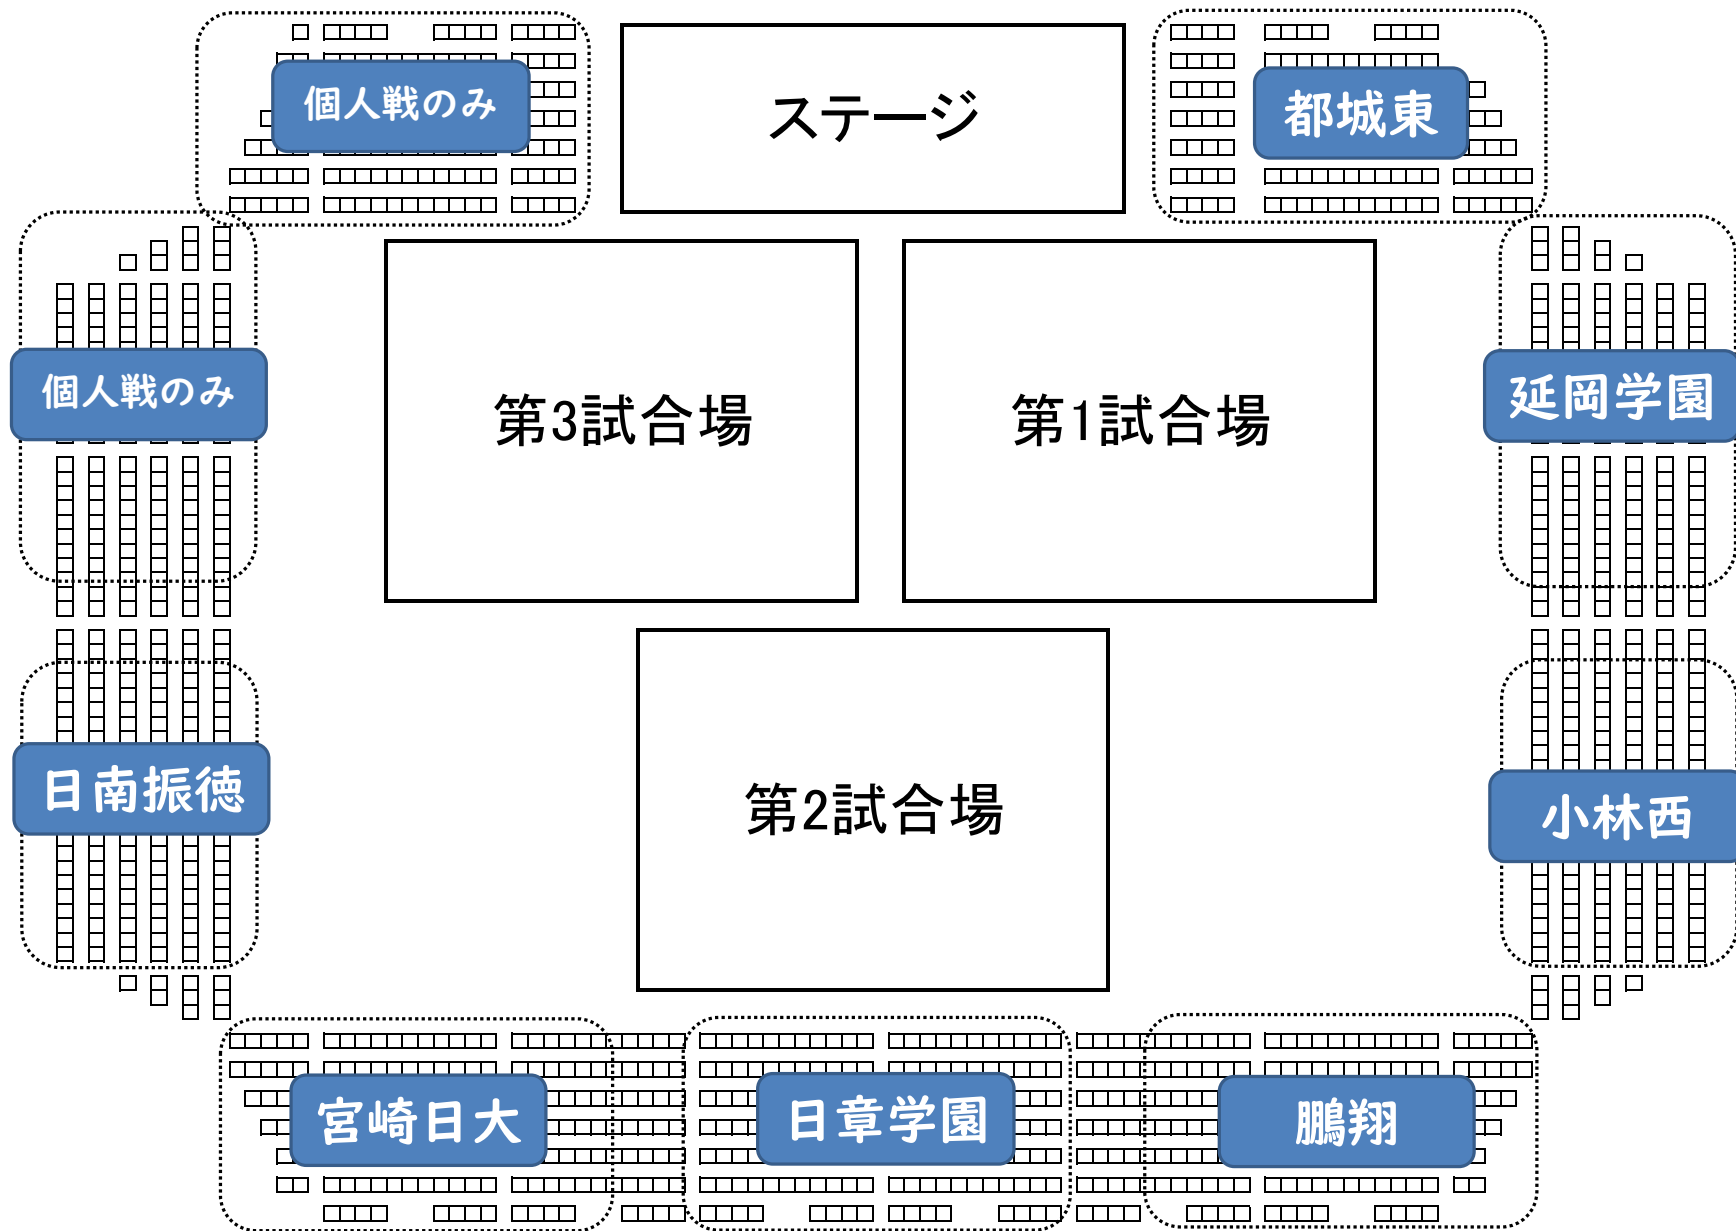 個人戦のみ
ステージ
都城東
個人戦のみ
第3試合場
第1試合場
延岡学園
日南振徳
第2試合場
小林西
宮崎日大
日章学園
鵬翔